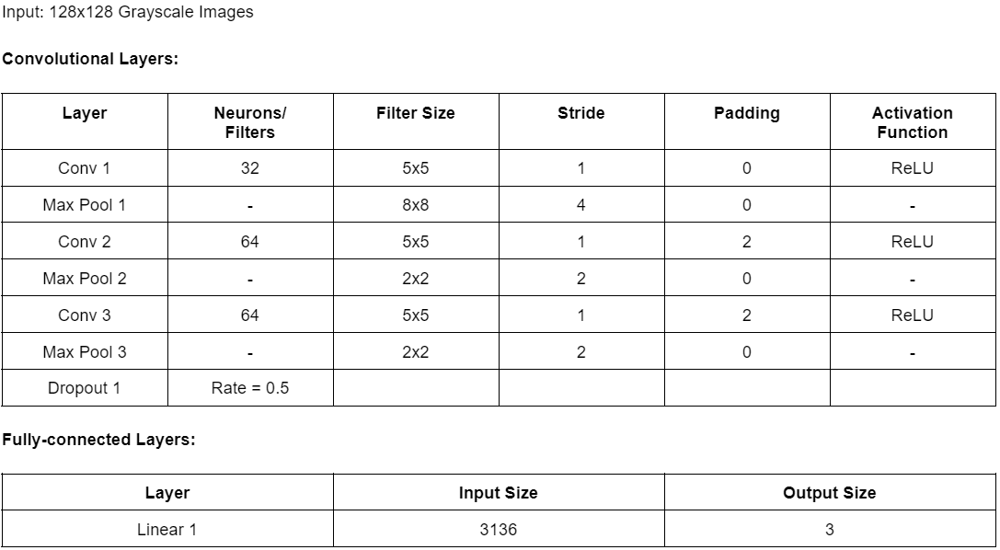 Input: 128x128 Grayscale Images
Convolutional Layers:
Layer Neurons/ Filters Filter Size Stride Padding Activation Function
Conv 1 32 5x5 1 0 ReLU
Max Pool 1 - 8x8 4 0 -
Conv 2 64 5x5 1 2 ReLU
Max Pool 2 - 2x2 2 0 -
Conv 3 64 5x5 1 2 ReLU
Max Pool 3 - 2x2 2 0 -
Dropout 1 Rate = 0.5
Fully-connected Layers:
Layer Input Size Output Size
Linear 1 3136 3